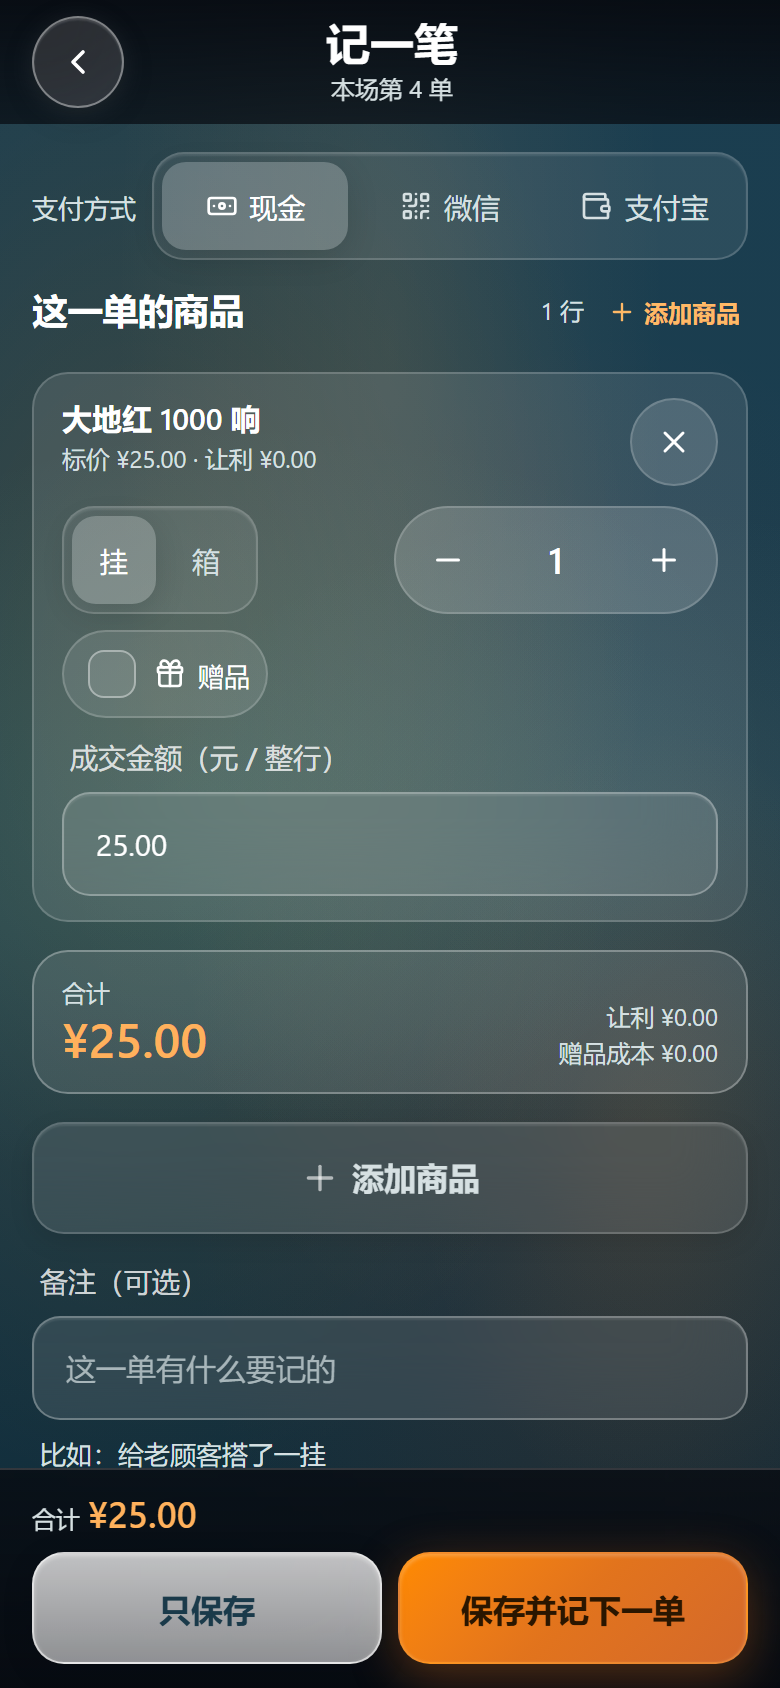 记一笔
本场第 4 单
支付方式
现金
微信
支付宝
这一单的商品
1 行
添加商品
大地红 1000 响
标价 ¥25.00 · 让利 ¥0.00
挂
箱
1
赠品
成交金额（元 / 整行）
25.00
合计
¥25.00
让利 ¥0.00
赠品成本 ¥0.00
添加商品
备注（可选）
这一单有什么要记的
比如：给老顾客搭了一挂
合计 ¥25.00
只保存
保存并记下一单